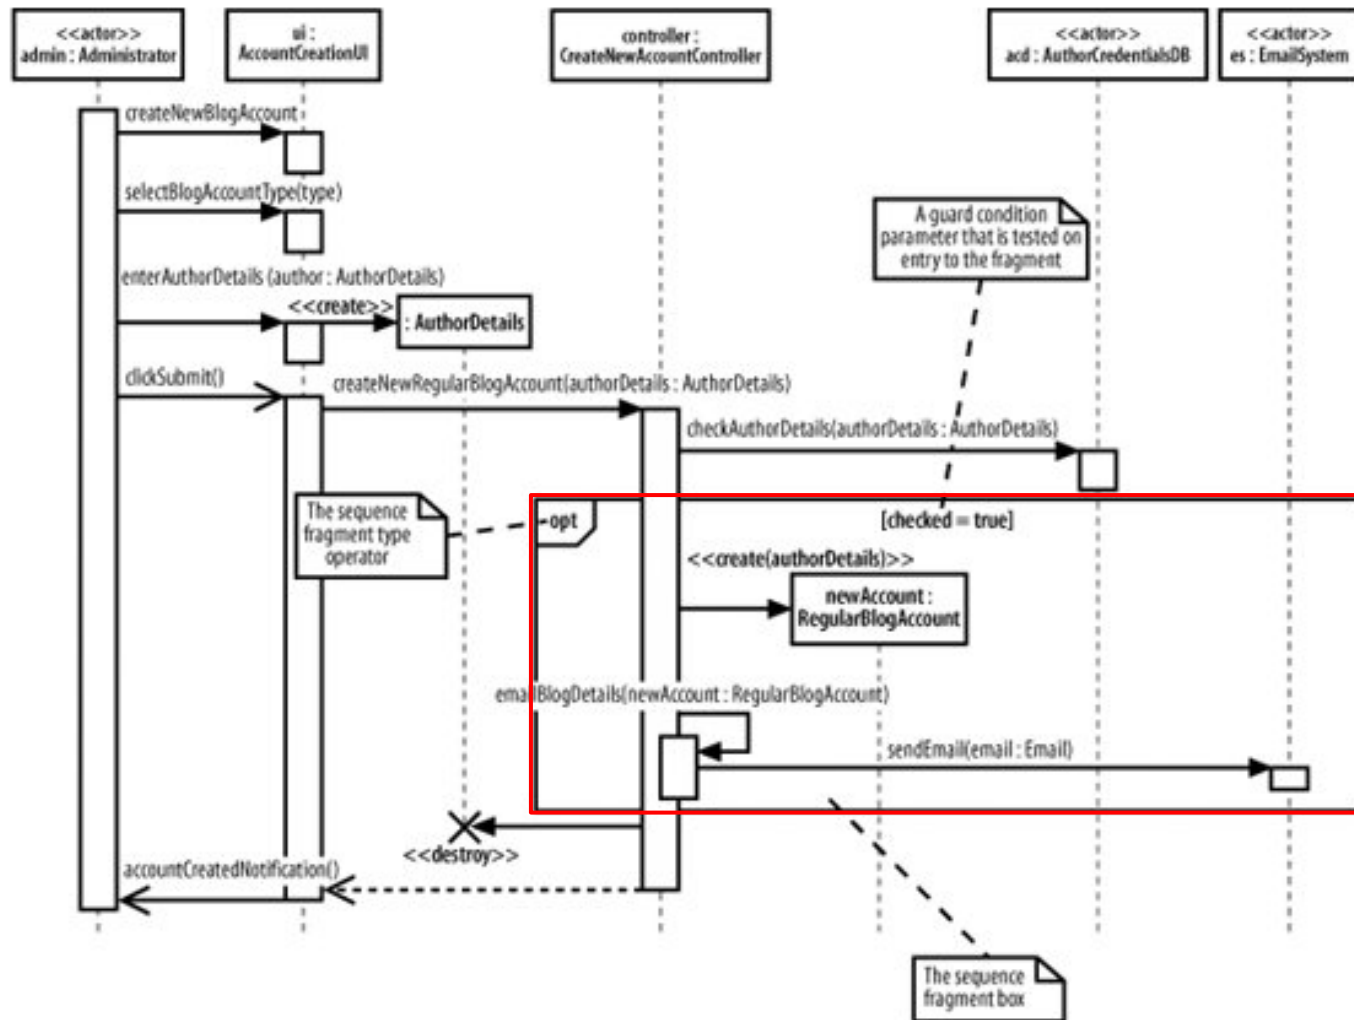 <<actor>>
admin : Administrator
ui :
AccountCreationUI
controller :
CreateNewAccountController
<<actor>>
acd : AuthorCredentialsDB
<<actor>>
es : EmailSystem
createNewBlogAccount
selectBlogAccountType(type)
A guard condition
parameter that is tested on
entry to the fragment
enterAuthorDetails (author : AuthorDetails)
<<create>>
: AuthorDetails
clickSubmit()
createNewRegularBlogAccount(authorDetails : AuthorDetails)
checkAuthorDetails(authorDetails : AuthorDetails)
The sequence
fragment type
operator
opt
[checked = true]
<<create(authorDetails)>>
newAccount :
RegularBlogAccount
emailBlogDetails(newAccount : RegularBlogAccount)
sendEmail(email : Email)
<<destroy>>
accountCreatedNotification()
The sequence
fragment box